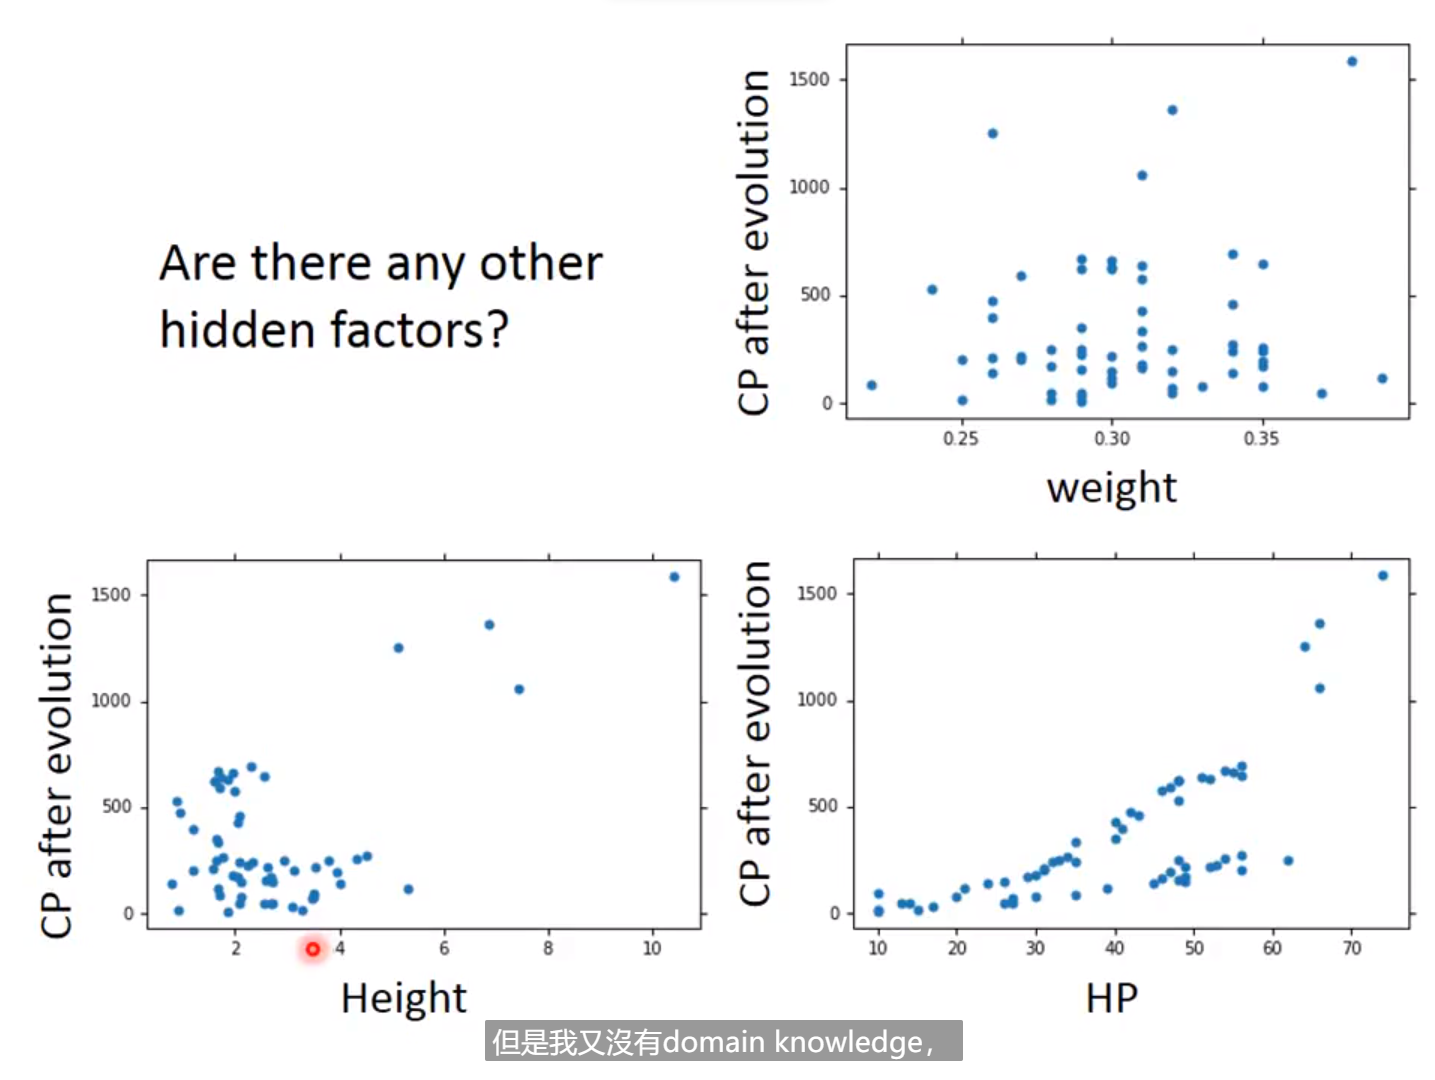 Are there any other
hidden factors?
CP after evolution
1500
1000
500
0
0.25 0.30 0.35
weight
CP after evolution
1500
1000
500
0
2 4 6 8 10
Height
CP after evolution
1500
1000
500
0
10 20 30 40 50 60 70
HP
但是我又沒有domain knowledge，